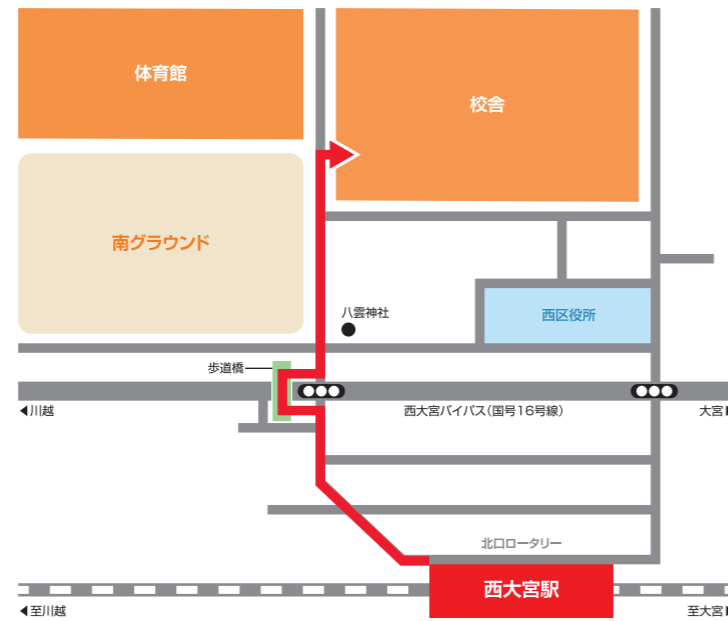 体育館
校舎
南グラウンド
八雲神社
西区役所
歩道橋
◀川越
西大宮バイパス(国号16号線)
大宮▶
北口ロータリー
西大宮駅
◀至川越
至大宮▶